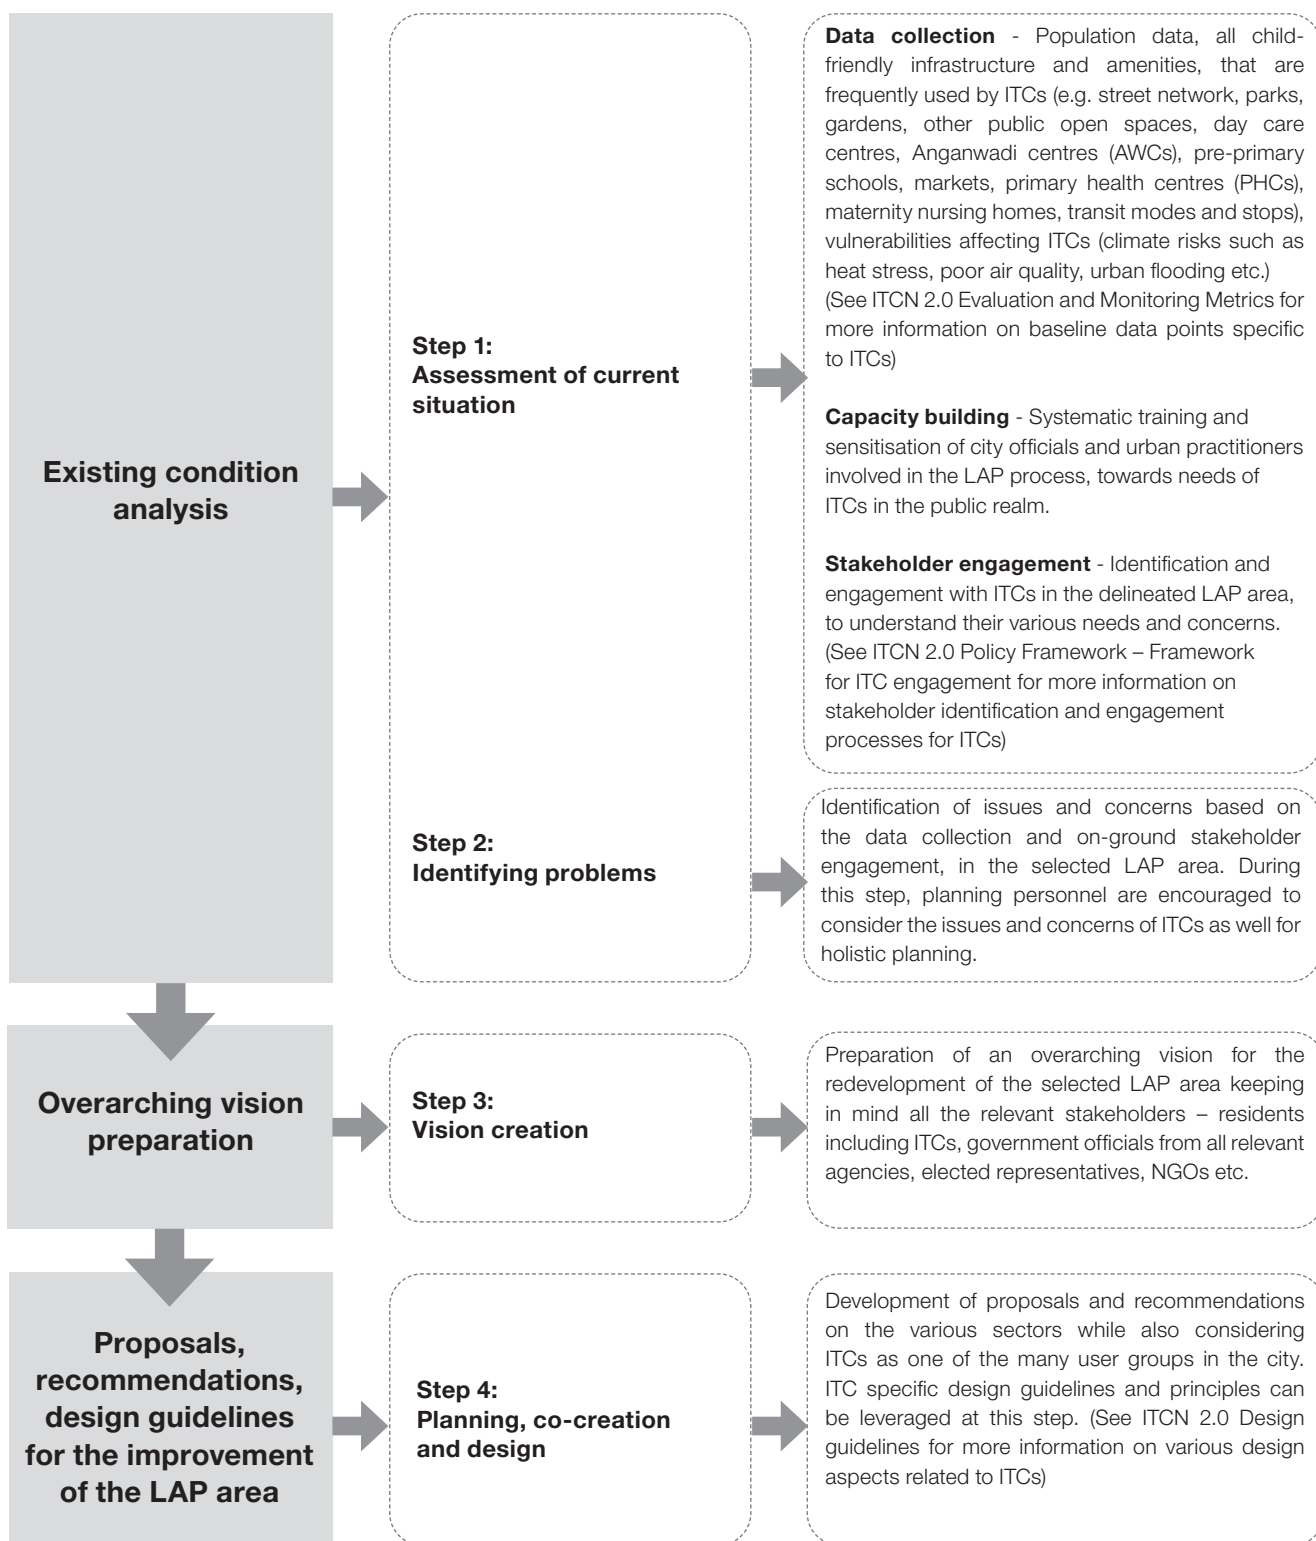 Existing condition
analysis
Step 1:
Assessment of current
situation
Data collection - Population data, all child-
friendly infrastructure and amenities, that are
frequently used by ITCs (e.g. street network, parks,
gardens, other public open spaces, day care
centres, Anganwadi centres (AWCs), pre-primary
schools, markets, primary health centres (PHCs),
maternity nursing homes, transit modes and stops),
vulnerabilities affecting ITCs (climate risks such as
heat stress, poor air quality, urban flooding etc.)
(See ITCN 2.0 Evaluation and Monitoring Metrics for
more information on baseline data points specific
to ITCs)
Capacity building - Systematic training and
sensitisation of city officials and urban practitioners
involved in the LAP process, towards needs of
ITCs in the public realm.
Stakeholder engagement - Identification and
engagement with ITCs in the delineated LAP area,
to understand their various needs and concerns.
(See ITCN 2.0 Policy Framework – Framework
for ITC engagement for more information on
stakeholder identification and engagement
processes for ITCs)
Step 2:
Identifying problems
Identification of issues and concerns based on
the data collection and on-ground stakeholder
engagement, in the selected LAP area. During
this step, planning personnel are encouraged to
consider the issues and concerns of ITCs as well for
holistic planning.
Overarching vision
preparation
Step 3:
Vision creation
Preparation of an overarching vision for the
redevelopment of the selected LAP area keeping
in mind all the relevant stakeholders – residents
including ITCs, government officials from all relevant
agencies, elected representatives, NGOs etc.
Proposals,
recommendations,
design guidelines
for the improvement
of the LAP area
Step 4:
Planning, co-creation
and design
Development of proposals and recommendations
on the various sectors while also considering
ITCs as one of the many user groups in the city.
ITC specific design guidelines and principles can
be leveraged at this step. (See ITCN 2.0 Design
guidelines for more information on various design
aspects related to ITCs)